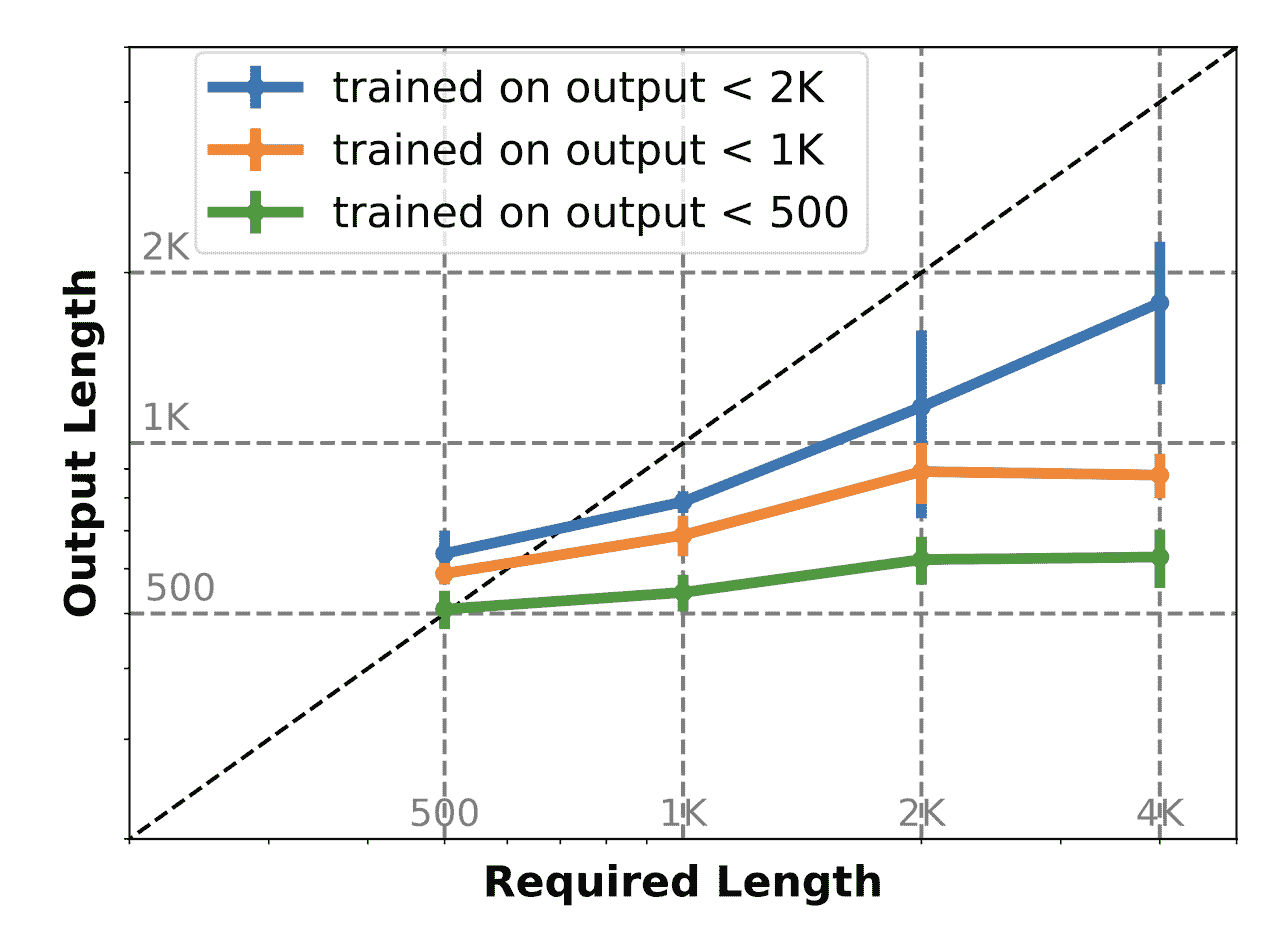 trained on output < 2K
trained on output < 1K
trained on output < 500
2K
1K
500
Output Length
500
1K
2K
4K
Required Length